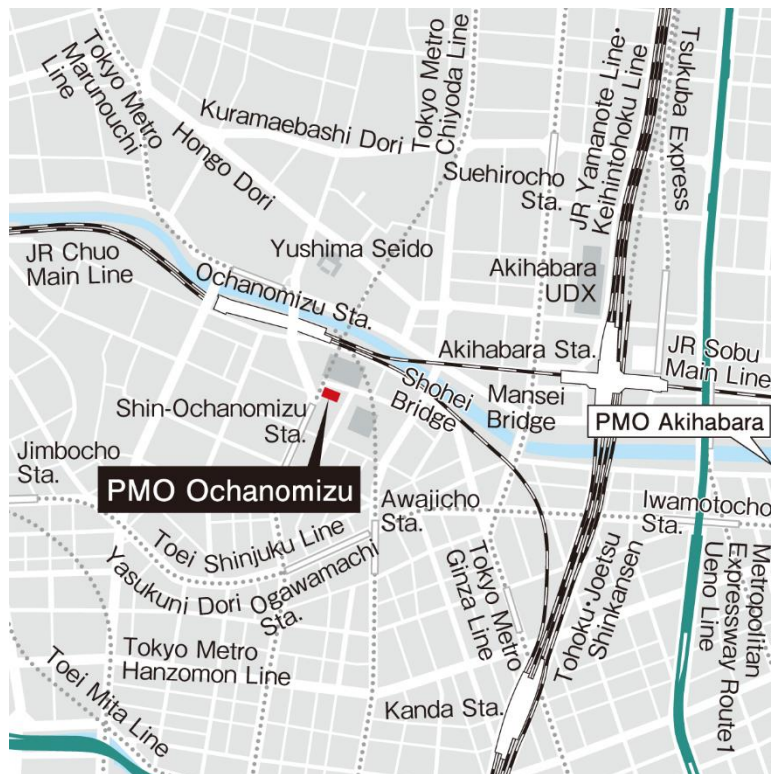 Tokyo Metro
Marunouchi
Line
Kuramaebashi Dori
Hongo Dori
Tokyo Metro
Chiyoda Line
Suehirocho
Sta.
JR Yamanote Line•
Keihintohoku Line
Tsukuba Express
JR Chuo
Main Line
Yushima Seido
Ochanomizu Sta.
Akihabara
UDX
Akihabara Sta.
JR Sobu
Main Line
Shohei
Bridge
Mansei
Bridge
PMO Akihabara
Shin-Ochanomizu
Sta.
Jimbocho
Sta.
PMO Ochanomizu
Awajicho
Sta.
Iwamotocho
Sta.
Toei Shinjuku Line
Yasukuni Dori
Ogawamachi
Sta.
Tokyo Metro
Ginza Line
Tohoku•Joetsu
Shinkansen
Metropolitan
Expressway Route1
Ueno Line
Tokyo Metro
Hanzomon Line
Toei Mita Line
Kanda Sta.